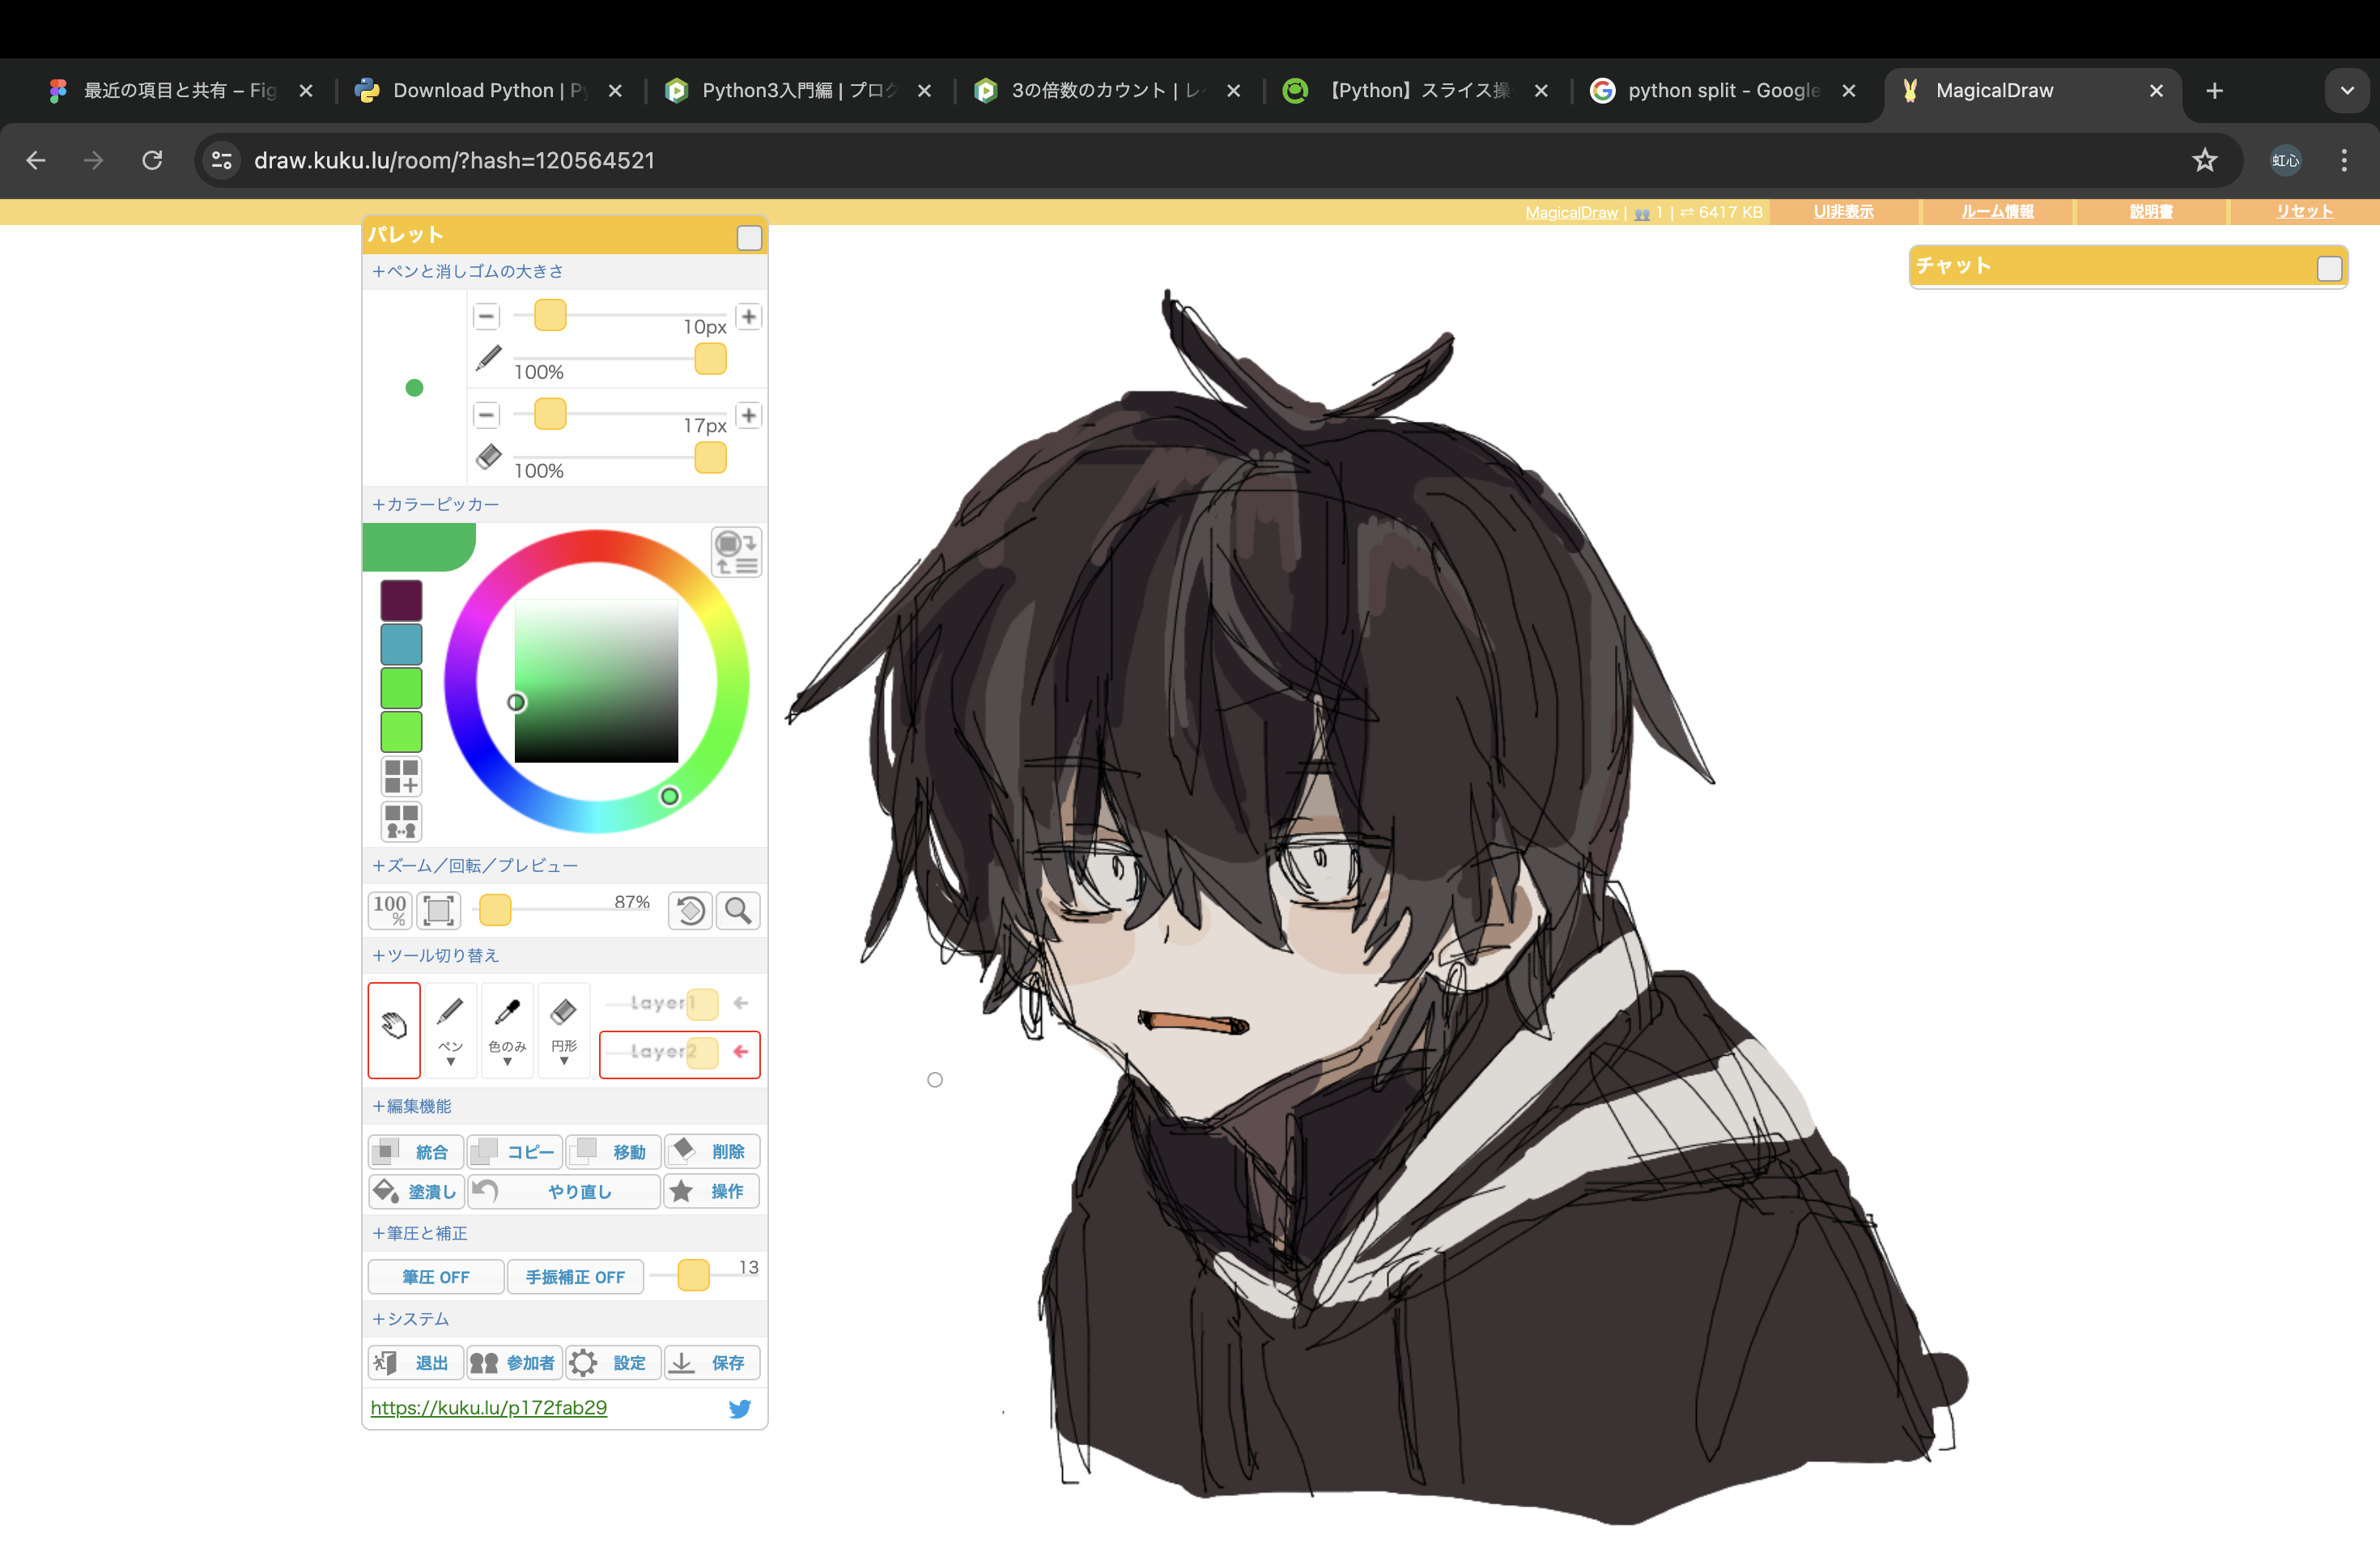 最近の項目と共有 – Fig
Download Python | Py
Python3入門編 | プログ
3の倍数のカウント | レ
【Python】スライス操
python split - Google
MagicalDraw
draw.kuku.lu/room/?hash=120564521
虹心
MagicalDraw | 1 | ⇄ 6417 KB
UI非表示
ルーム情報
説明書
リセット
パレット
チャット
＋ペンと消しゴムの大きさ
10px
100%
17px
100%
＋カラーピッカー
＋ズーム／回転／プレビュー
100 %
87%
＋ツール切り替え
ペン ▼
色のみ ▼
円形 ▼
Layer1
Layer2
＋編集機能
統合 コピー 移動 削除
塗潰し やり直し 操作
＋筆圧と補正
筆圧 OFF 手振補正 OFF 13
＋システム
退出 参加者 設定 保存
https://kuku.lu/p172fab29